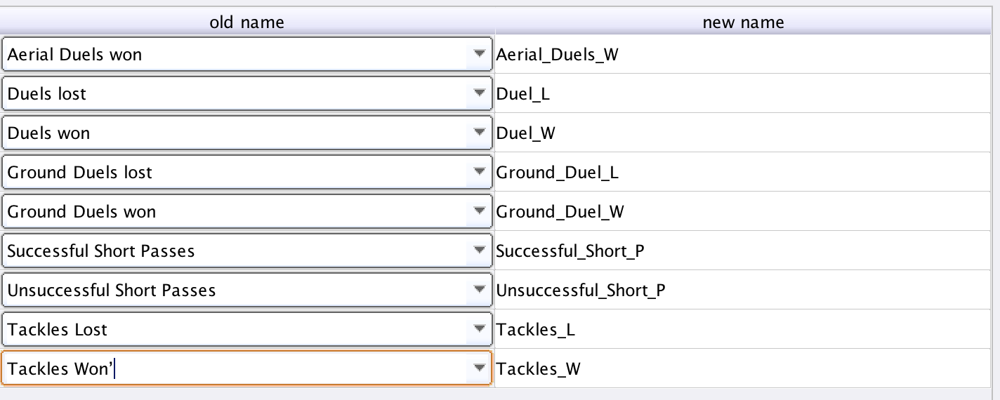 old name new name
Aerial Duels won Aerial_Duels_W
Duels lost Duel_L
Duels won Duel_W
Ground Duels lost Ground_Duel_L
Ground Duels won Ground_Duel_W
Successful Short Passes Successful_Short_P
Unsuccessful Short Passes Unsuccessful_Short_P
Tackles Lost Tackles_L
Tackles Won’ Tackles_W